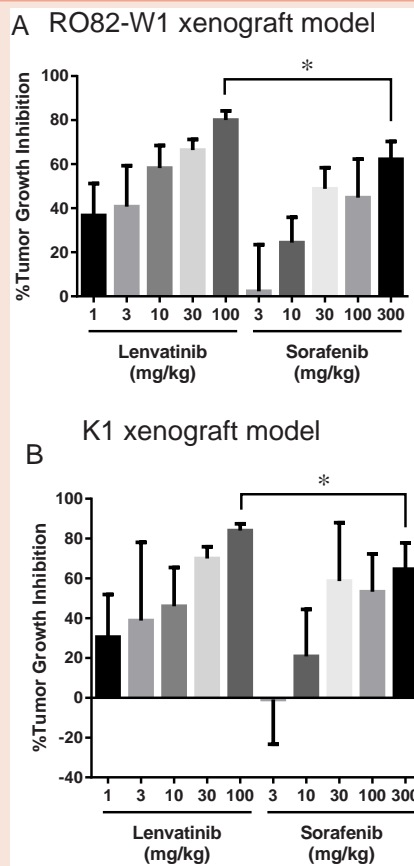 A RO82-W1 xenograft model
%Tumor Growth Inhibition
100
80
60
40
20
0
*
1 3 10 30 100 3 10 30 100 300
Lenvatinib Sorafenib
(mg/kg) (mg/kg)
K1 xenograft model
B
%Tumor Growth Inhibition
100
80
60
40
20
0
-20
-40
*
1 3 10 30 100 3 10 30 100 300
Lenvatinib Sorafenib
(mg/kg) (mg/kg)